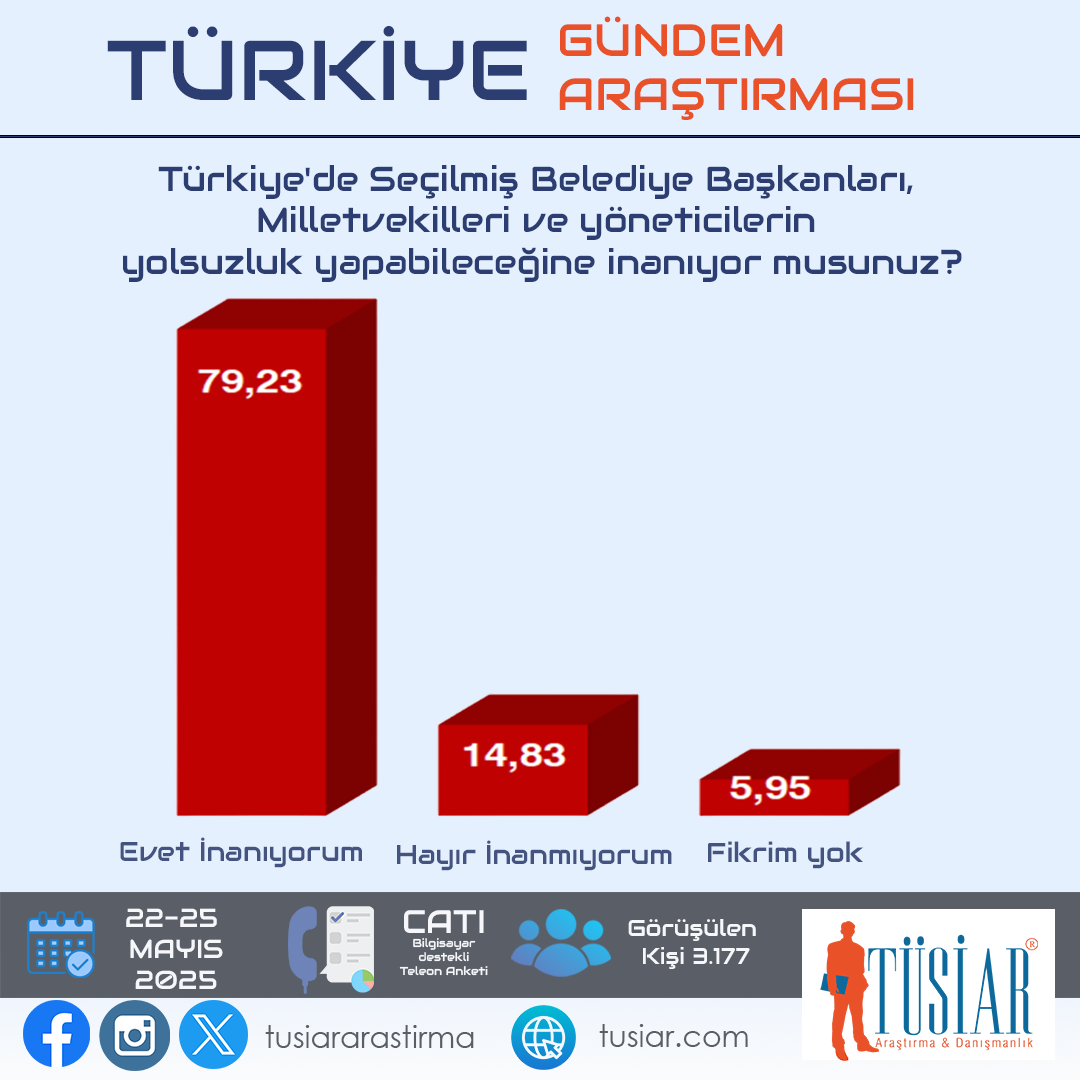 TÜRKİYE
GÜNDEM
ARAŞTIRMASI
Türkiye'de Seçilmiş Belediye Başkanları,
Milletvekilleri ve yöneticilerin
yolsuzluk yapabileceğine inanıyor musunuz?
79,23
14,83
5,95
Evet İnanıyorum
Hayır İnanmıyorum
Fikrim yok
22-25
MAYIS
2025
CATI
Bilgisayar
destekli
Teleon Anketi
Görüşülen
Kişi 3.177
TÜSİAR®
Araştırma & Danışmanlık
tusiararastirma
tusiar.com